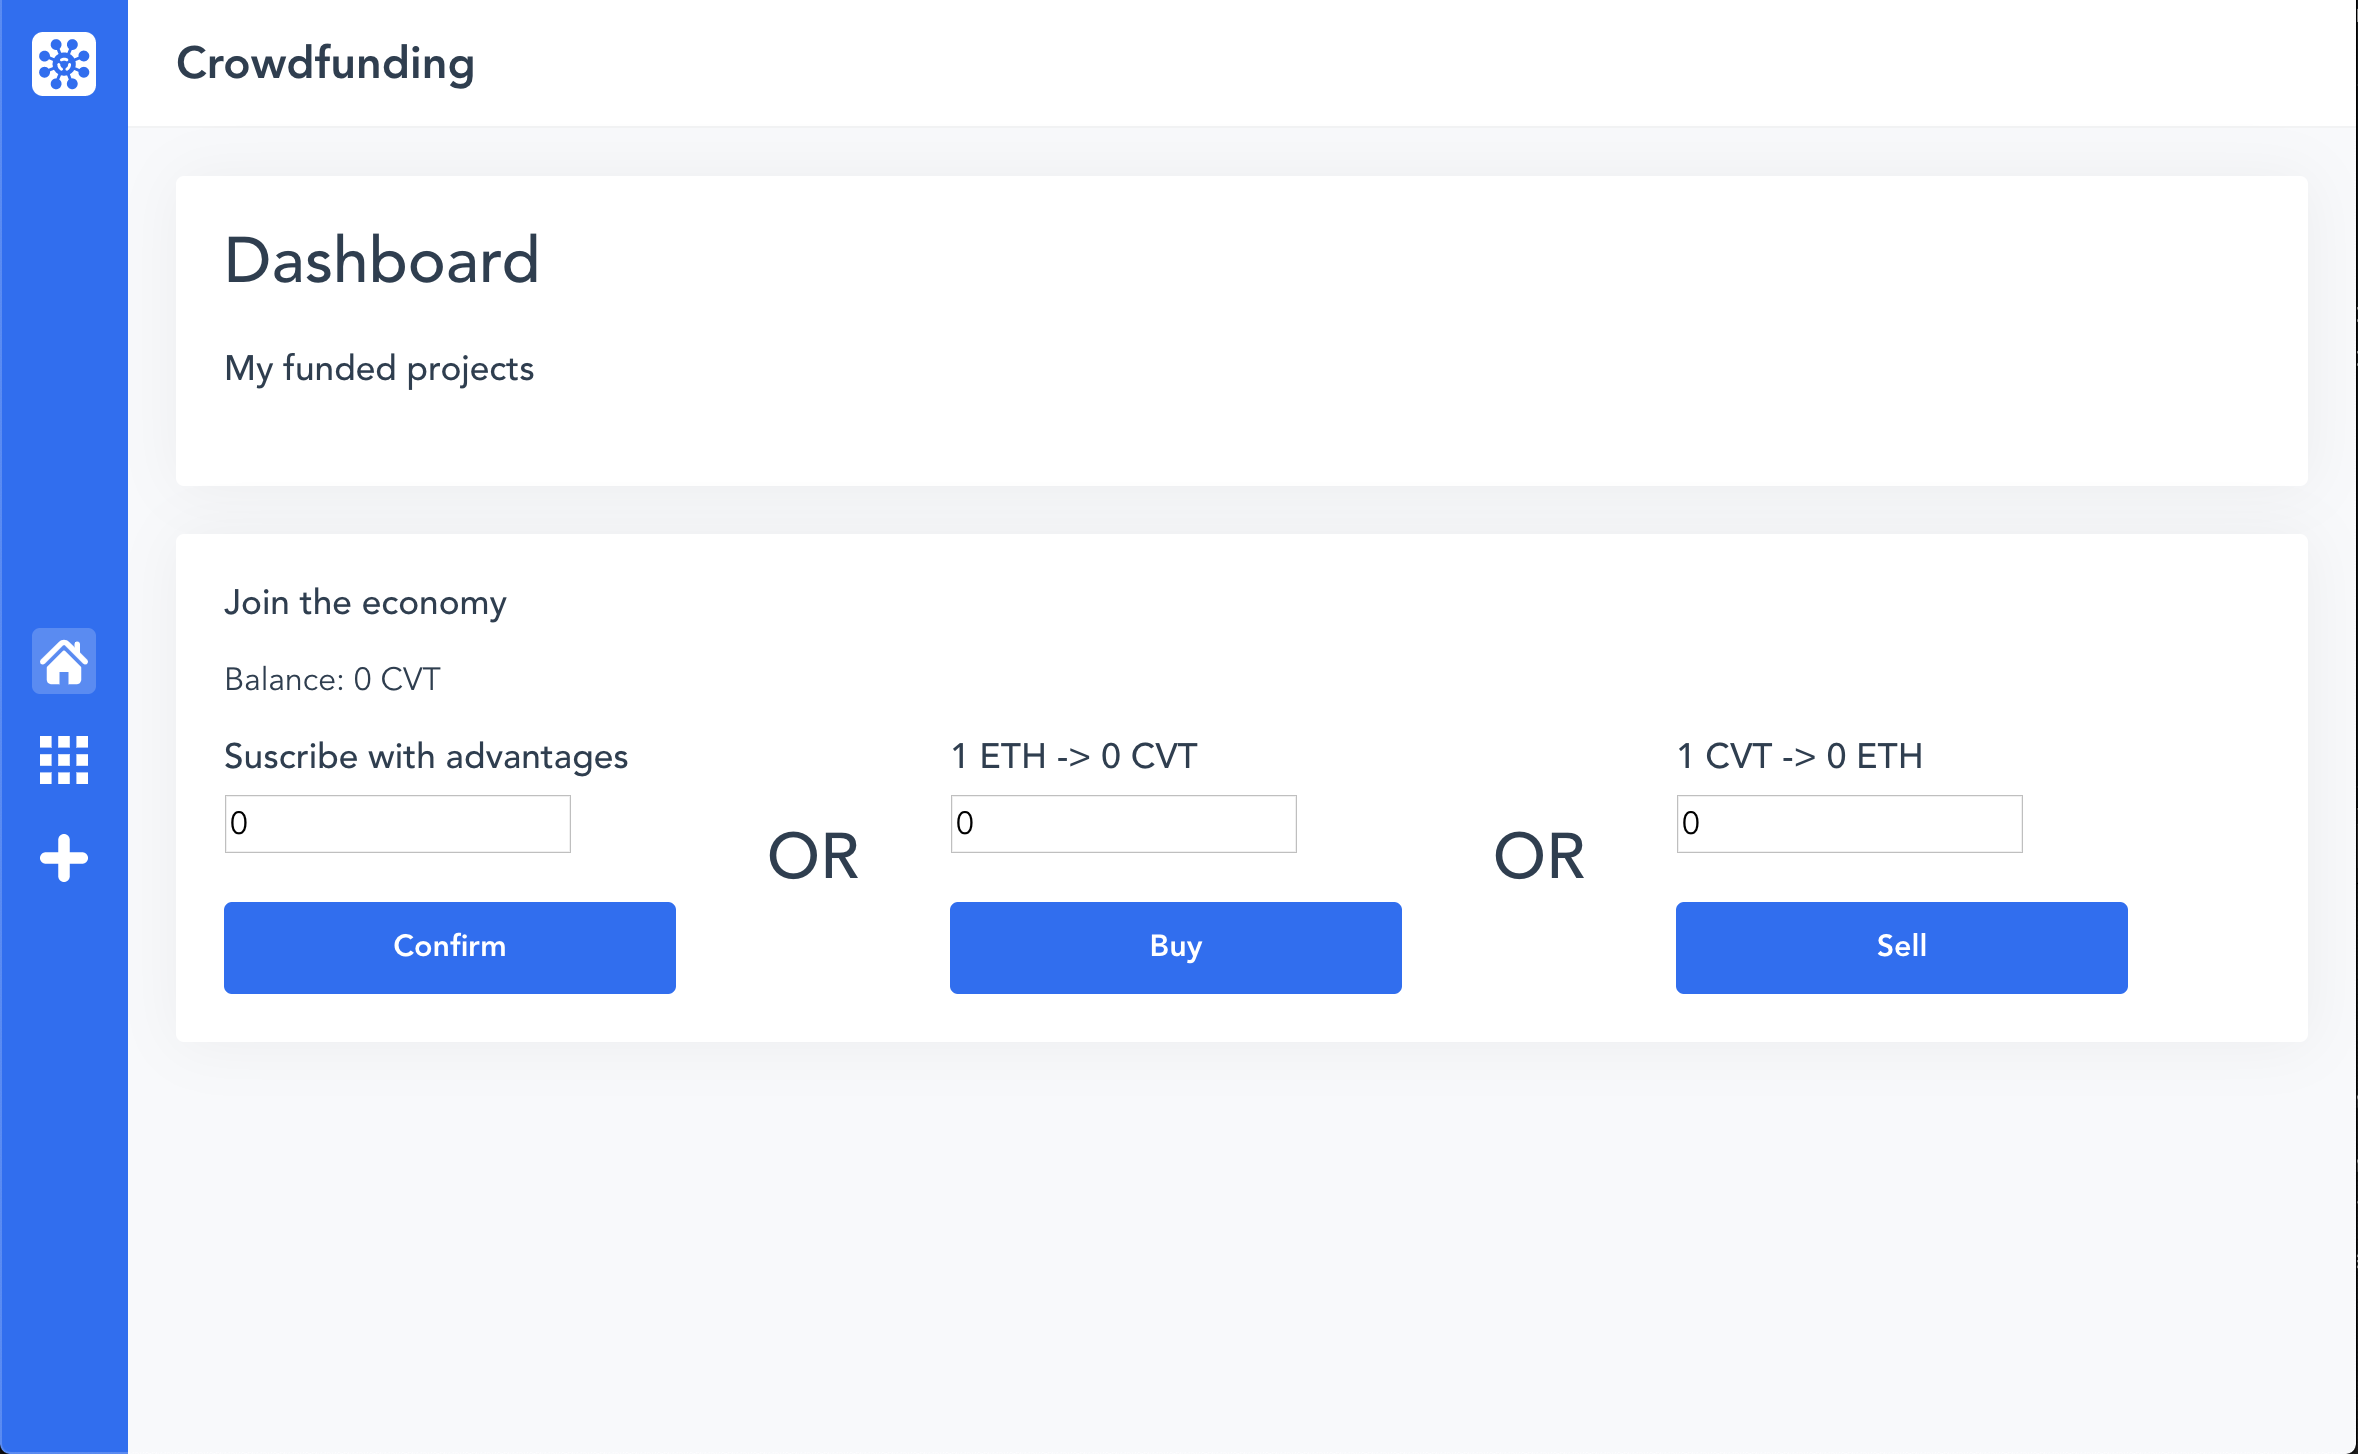 Crowdfunding
Dashboard
My funded projects
Join the economy
Balance: 0 CVT
Suscribe with advantages
0
Confirm
OR
1 ETH -> 0 CVT
0
Buy
OR
1 CVT -> 0 ETH
0
Sell